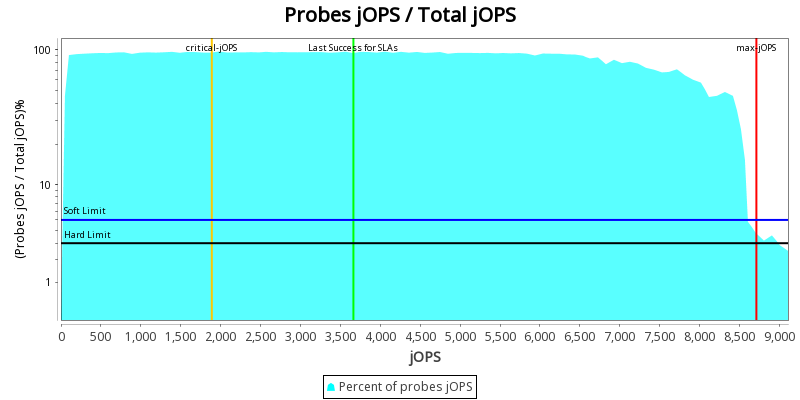 Probes jOPS / Total jOPS
(Probes jOPS / Total jOPS)%
100
10
1
critical-jOPS
Last Success for SLAs
max-jOPS
Soft Limit
Hard Limit
0 500 1,000 1,500 2,000 2,500 3,000 3,500 4,000 4,500 5,000 5,500 6,000 6,500 7,000 7,500 8,000 8,500 9,000
jOPS
Percent of probes jOPS